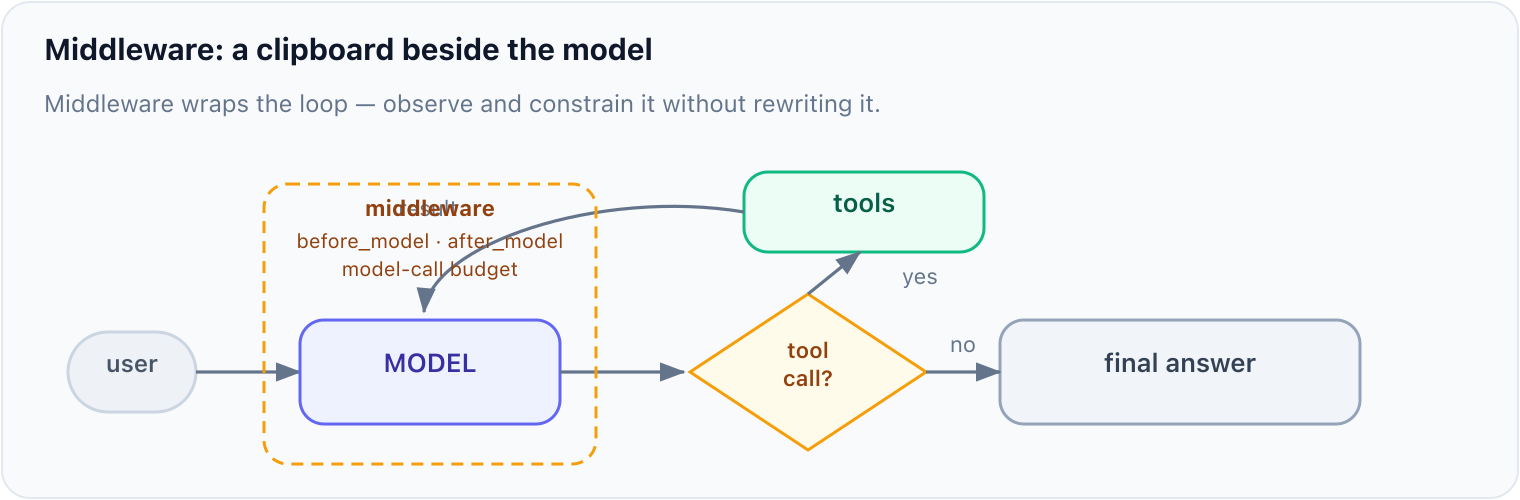 Middleware: a clipboard beside the model
Middleware wraps the loop — observe and constrain it without rewriting it.
tools
middleware
result
before_model · after_model
model-call budget
yes
user
MODEL
tool
call?
no
final answer